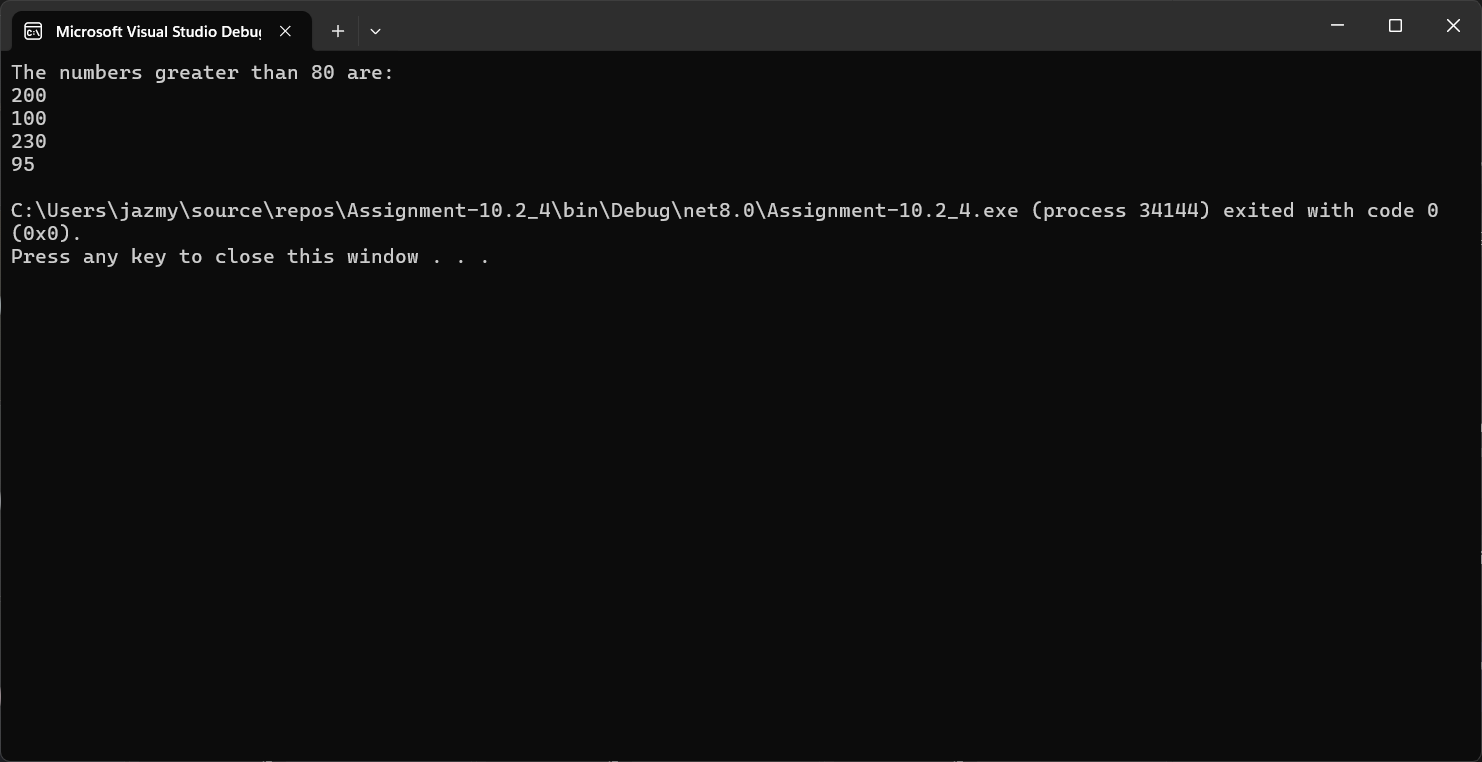 Microsoft Visual Studio Debu
The numbers greater than 80 are:
200
100
230
95
C:\Users\jazmy\source\repos\Assignment-10.2_4\bin\Debug\net8.0\Assignment-10.2_4.exe (process 34144) exited with code 0
(0x0).
Press any key to close this window . . .